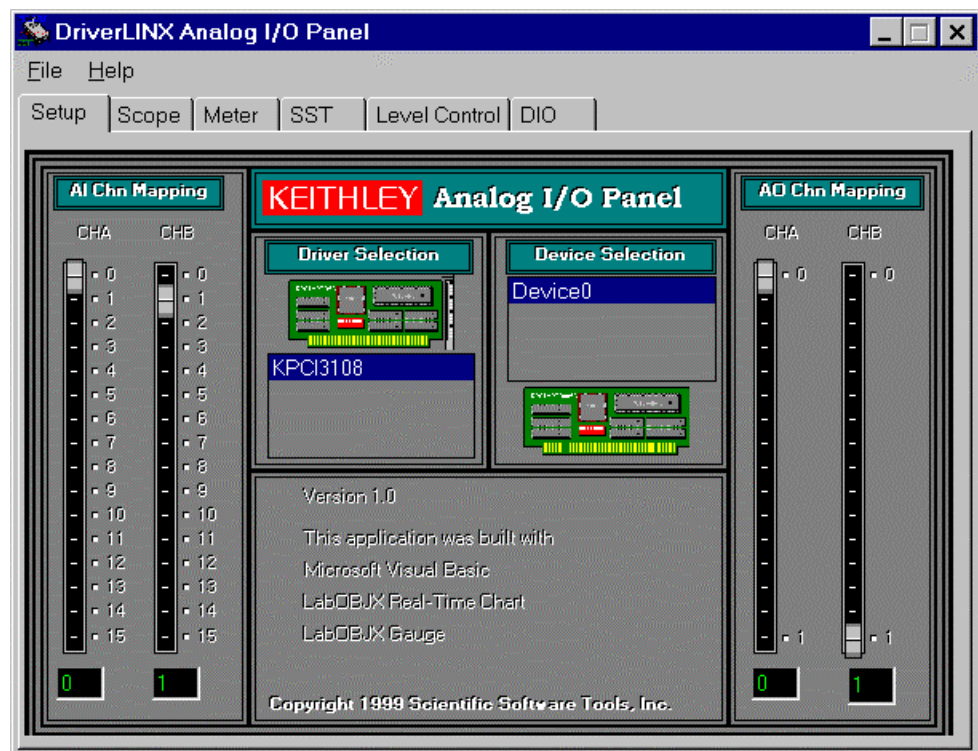 DriverLINX Analog I/O Panel
File Help
Setup Scope Meter SST Level Control DIO
AI Chn Mapping
CHA CHB
0 0
1 1
2 2
3 3
4 4
5 5
6 6
7 7
8 8
9 9
10 10
11 11
12 12
13 13
14 14
15 15
0 1
KEITHLEY Analog I/O Panel
Driver Selection
KPCI3108
Device Selection
Device0
Version 1.0
This application was built with
Microsoft Visual Basic
LabOBJX Real-Time Chart
LabOBJX Gauge
Copyright 1999 Scientific Software Tools, Inc.
AO Chn Mapping
CHA CHB
0 0
1 1
0 1